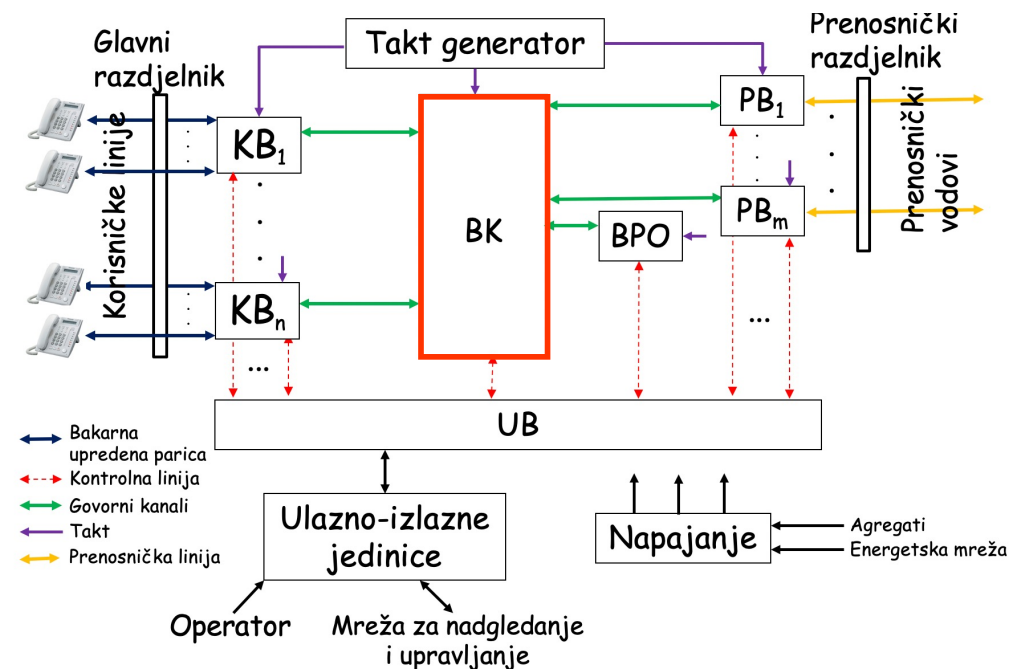 Glavni
razdjelnik
Takt generator
Prenosnički
razdjelnik
Korisničke linije
KB1
KBn
...
BK
PB1
PBm
BPO
...
Prenosnički
vodovi
UB
Bakarna
upredena parica
Kontrolna linija
Govorni kanali
Takt
Prenosnička linija
Ulazno-izlazne
jedinice
Napajanje
Agregati
Energetska mreža
Operator
Mreža za nadgledanje
i upravljanje